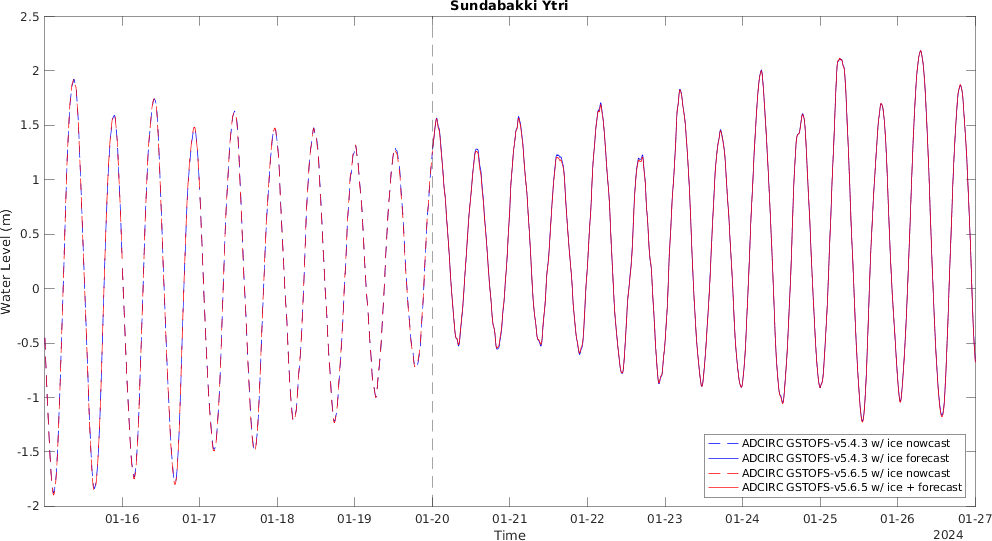 Sundabakki Ytri
2.5
2
1.5
1
0.5
0
-0.5
-1
-1.5
-2
Water Level (m)
ADCIRC GSTOFS-v5.4.3 w/ ice nowcast
ADCIRC GSTOFS-v5.4.3 w/ ice forecast
ADCIRC GSTOFS-v5.6.5 w/ ice nowcast
ADCIRC GSTOFS-v5.6.5 w/ ice + forecast
01-16 01-17 01-18 01-19 01-20 01-21 01-22 01-23 01-24 01-25 01-26 01-27
Time
2024